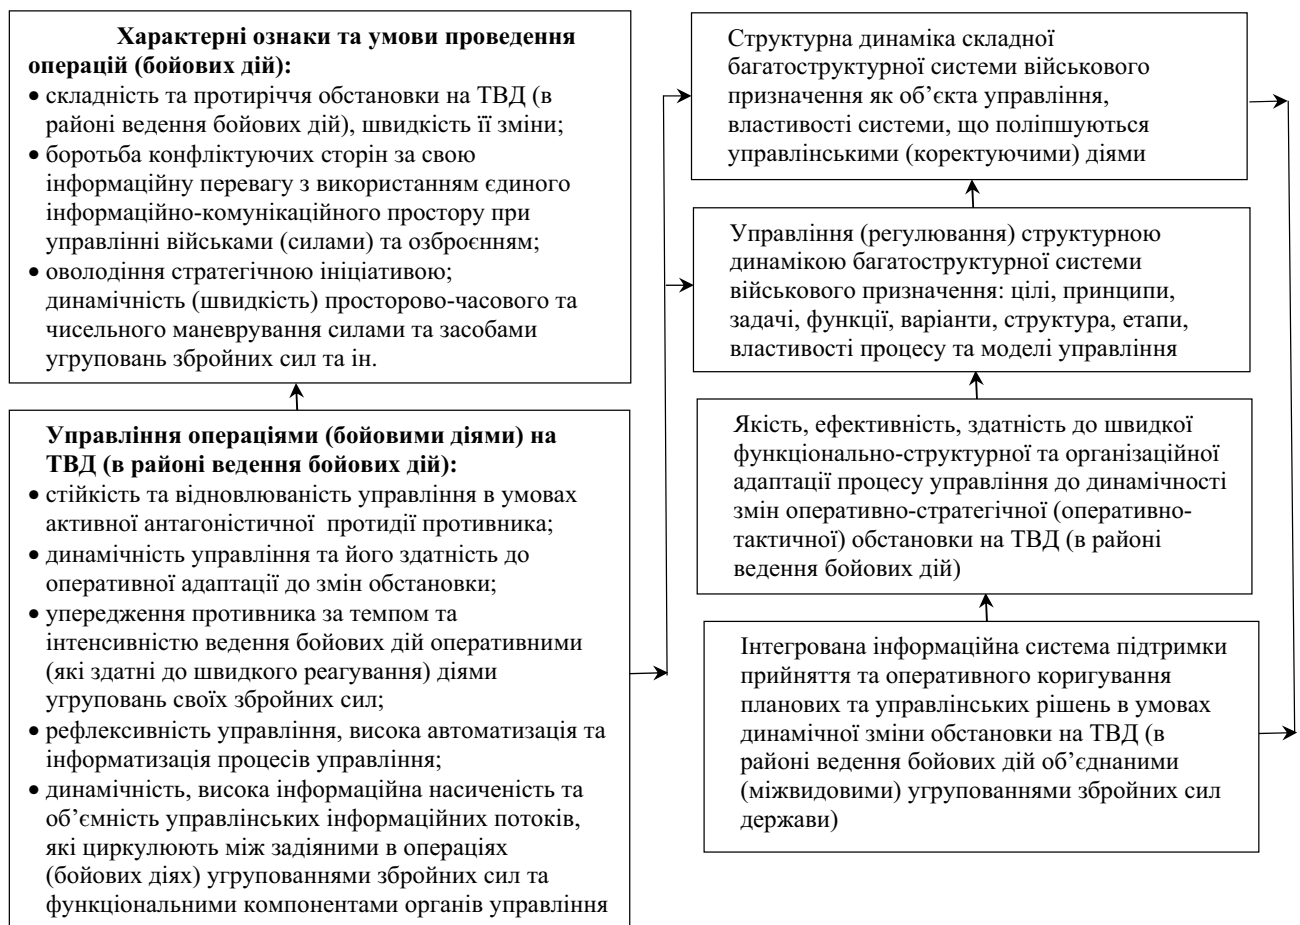 Характерні ознаки та умови проведення
операцій (бойових дій):
• складність та протиріччя обстановки на ТВД (в
районі ведення бойових дій), швидкість її зміни;
• боротьба конфліктуючих сторін за свою
інформаційну перевагу з використанням єдиного
інформаційно-комунікаційного простору при
управлінні військами (силами) та озброєнням;
• оволодіння стратегічною ініціативою;
динамічність (швидкість) просторово-часового та
чисельного маневрування силами та засобами
угруповань збройних сил та ін.
Управління операціями (бойовими діями) на
ТВД (в районі ведення бойових дій):
• стійкість та відновлюваність управління в умовах
активної антагоністичної протидії противника;
• динамічність управління та його здатність до
оперативної адаптації до змін обстановки;
• упередження противника за темпом та
інтенсивністю ведення бойових дій оперативними
(які здатні до швидкого реагування) діями
угруповань своїх збройних сил;
• рефлексивність управління, висока автоматизація та
інформатизація процесів управління;
• динамічність, висока інформаційна насиченість та
об’ємність управлінських інформаційних потоків,
які циркулюють між задіяними в операціях
(бойових діях) угрупованнями збройних сил та
функціональними компонентами органів управління
Структурна динаміка складної
багатоструктурної системи військового
призначення як об’єкта управління,
властивості системи, що поліпшуються
управлінськими (коректуючими) діями
Управління (регулювання) структурною
динамікою багатоструктурної системи
військового призначення: цілі, принципи,
задачі, функції, варіанти, структура, етапи,
властивості процесу та моделі управління
Якість, ефективність, здатність до швидкої
функціонально-структурної та організаційної
адаптації процесу управління до динамічності
змін оперативно-стратегічної (оперативно-
тактичної) обстановки на ТВД (в районі
ведення бойових дій)
Інтегрована інформаційна система підтримки
прийняття та оперативного коригування
планових та управлінських рішень в умовах
динамічної зміни обстановки на ТВД (в
районі ведення бойових дій об’єднаними
(міжвидовими) угрупованнями збройних сил
держави)